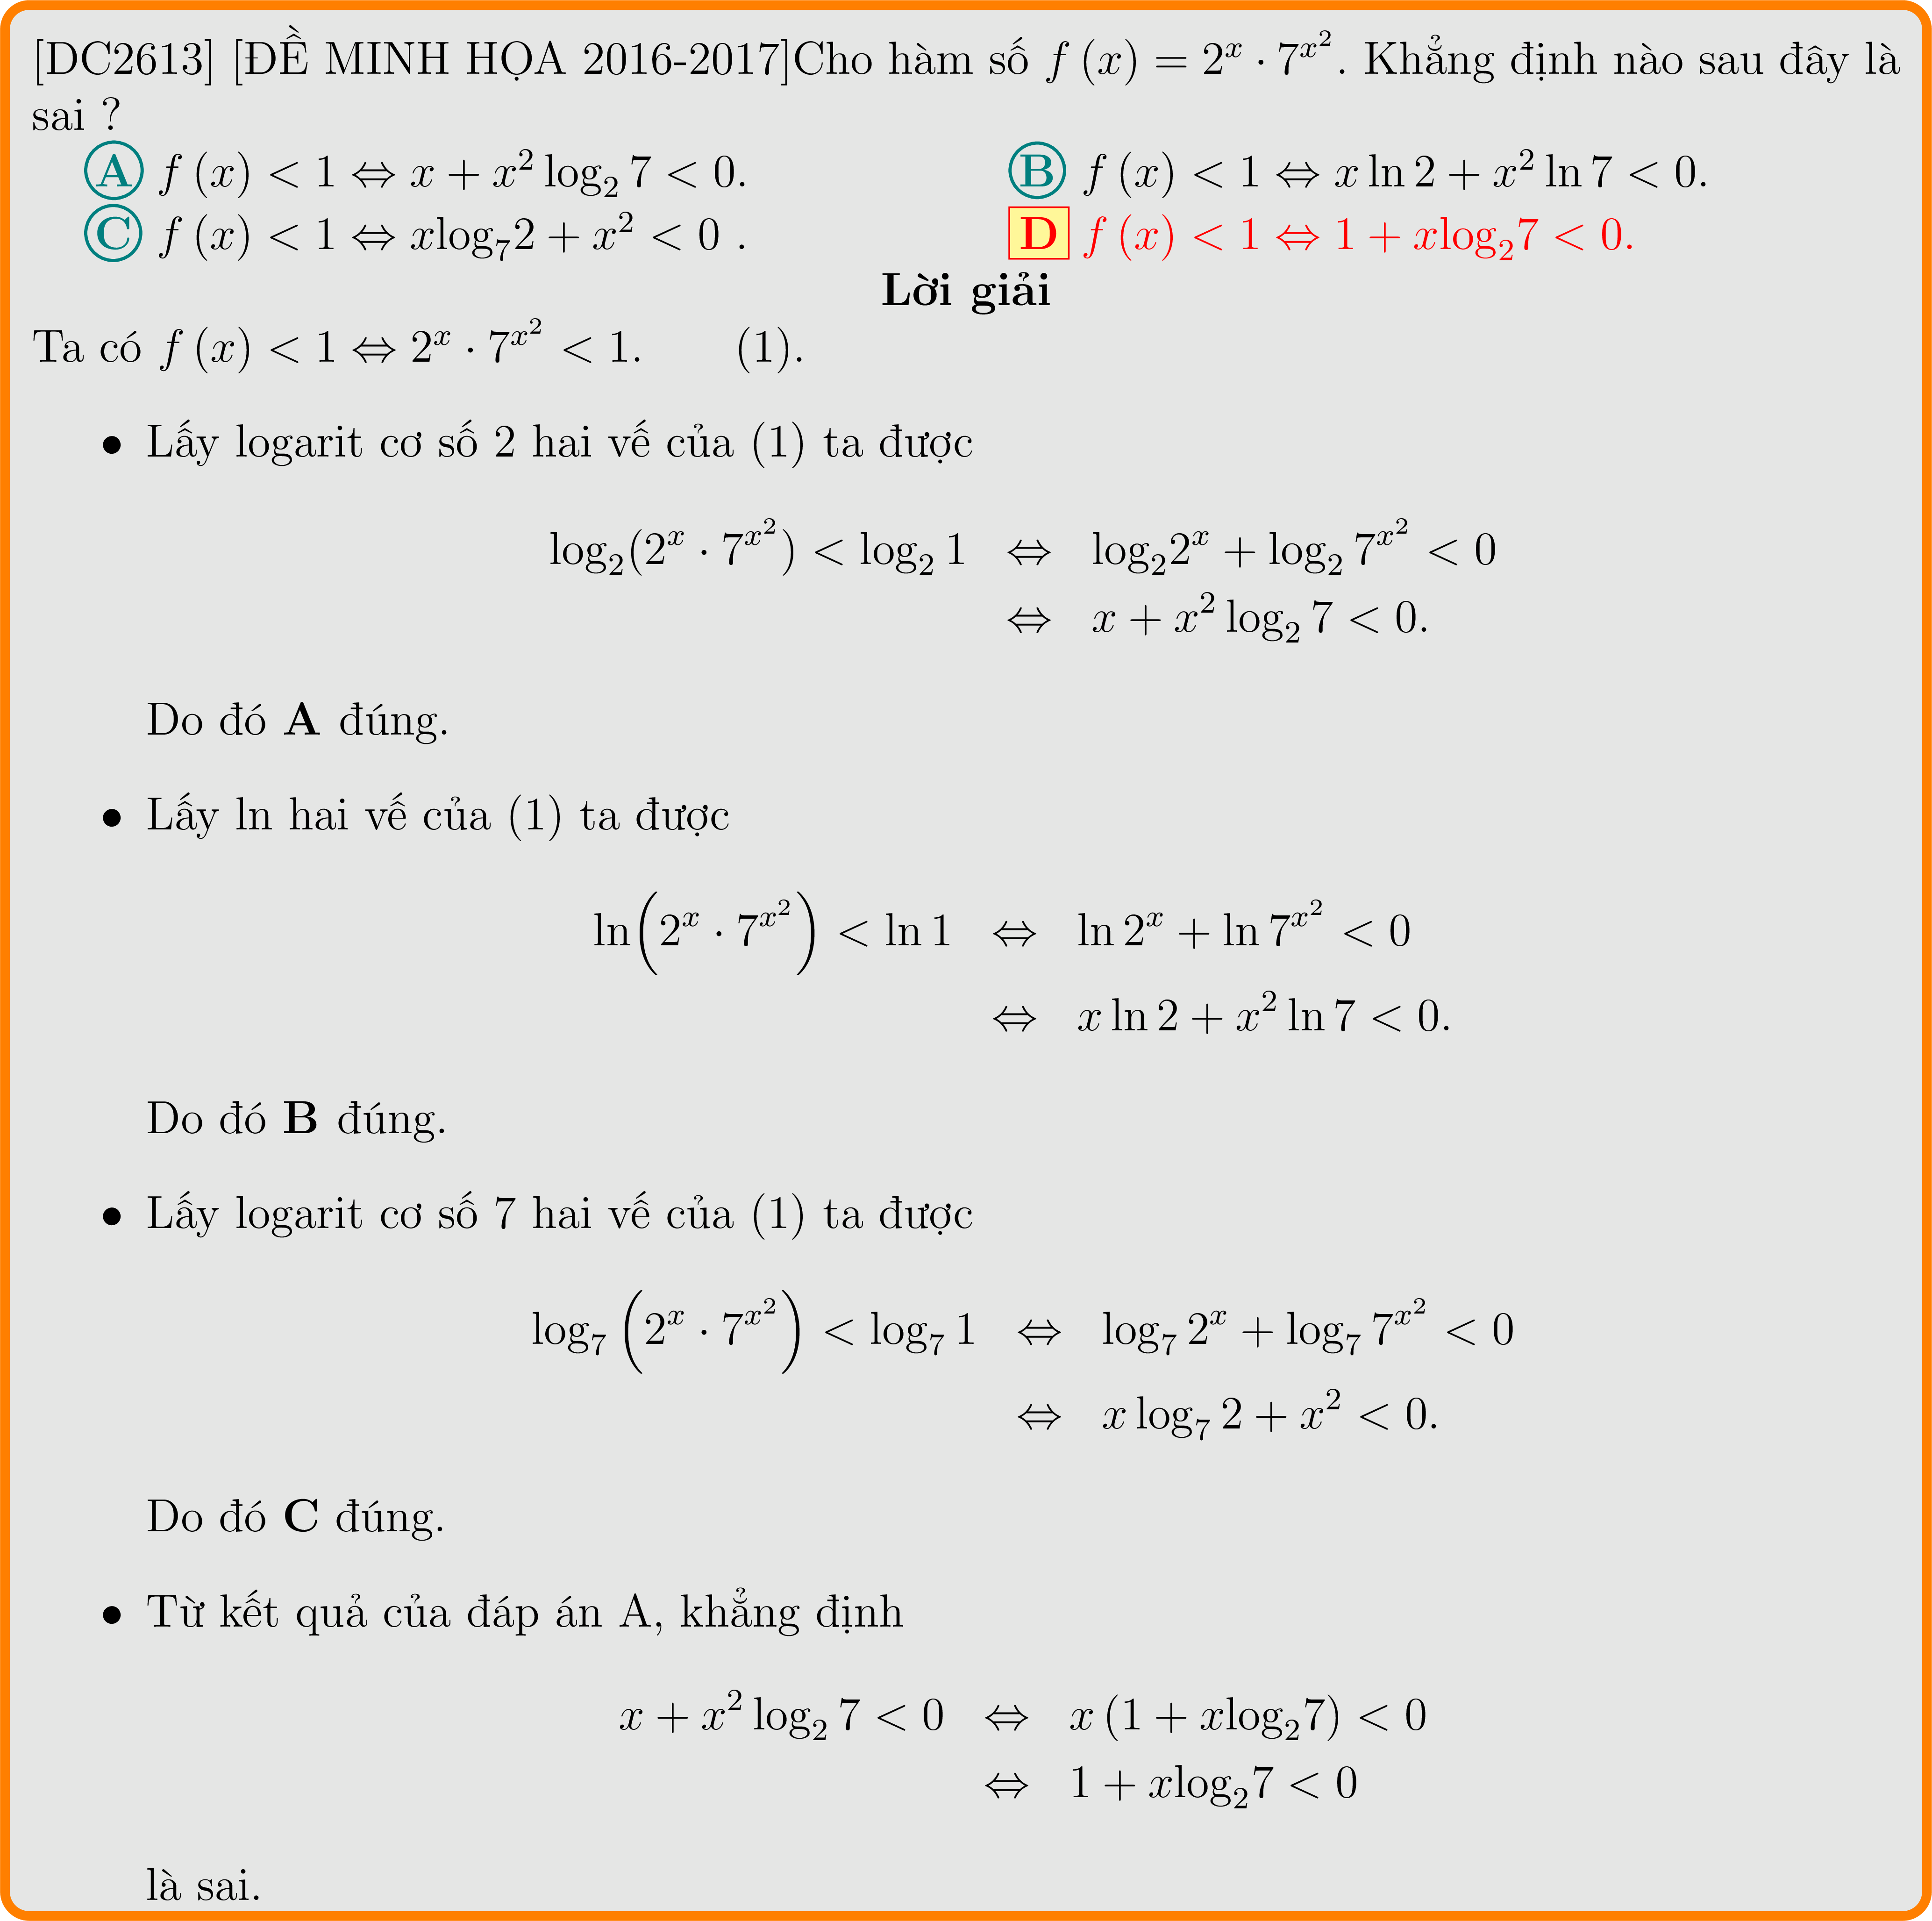 [DC2613] [ĐỀ MINH HỌA 2016-2017]Cho hàm số $f(x) = 2^x \cdot 7^{x^2}$. Khẳng định nào sau đây là
sai ?
A $f(x) < 1 \Leftrightarrow x + x^2 \log_2 7 < 0$. B $f(x) < 1 \Leftrightarrow x \ln 2 + x^2 \ln 7 < 0$.
C $f(x) < 1 \Leftrightarrow x \log_7 2 + x^2 < 0$ . D $f(x) < 1 \Leftrightarrow 1 + x \log_2 7 < 0$.
Lời giải
Ta có $f(x) < 1 \Leftrightarrow 2^x \cdot 7^{x^2} < 1$. (1).
• Lấy logarit cơ số 2 hai vế của (1) ta được
$\log_2(2^x \cdot 7^{x^2}) < \log_2 1 \Leftrightarrow \log_2 2^x + \log_2 7^{x^2} < 0$
$\Leftrightarrow x + x^2 \log_2 7 < 0$.
Do đó A đúng.
• Lấy ln hai vế của (1) ta được
$\ln\left(2^x \cdot 7^{x^2}\right) < \ln 1 \Leftrightarrow \ln 2^x + \ln 7^{x^2} < 0$
$\Leftrightarrow x \ln 2 + x^2 \ln 7 < 0$.
Do đó B đúng.
• Lấy logarit cơ số 7 hai vế của (1) ta được
$\log_7\left(2^x \cdot 7^{x^2}\right) < \log_7 1 \Leftrightarrow \log_7 2^x + \log_7 7^{x^2} < 0$
$\Leftrightarrow x \log_7 2 + x^2 < 0$.
Do đó C đúng.
• Từ kết quả của đáp án A, khẳng định
$x + x^2 \log_2 7 < 0 \Leftrightarrow x(1 + x \log_2 7) < 0$
$\Leftrightarrow 1 + x \log_2 7 < 0$
là sai.